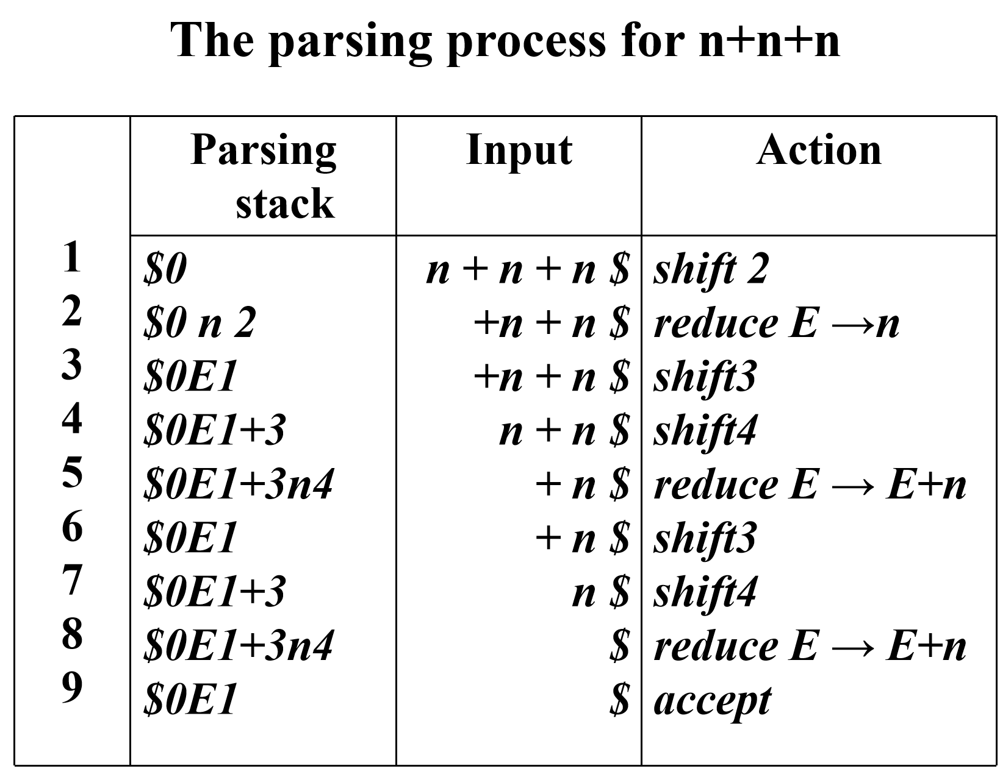 The parsing process for n+n+n
Parsing stack Input Action
1 $0 n + n + n $ shift 2
2 $0 n 2 +n + n $ reduce E →n
3 $0E1 +n + n $ shift3
4 $0E1+3 n + n $ shift4
5 $0E1+3n4 + n $ reduce E → E+n
6 $0E1 + n $ shift3
7 $0E1+3 n $ shift4
8 $0E1+3n4 $ reduce E → E+n
9 $0E1 $ accept